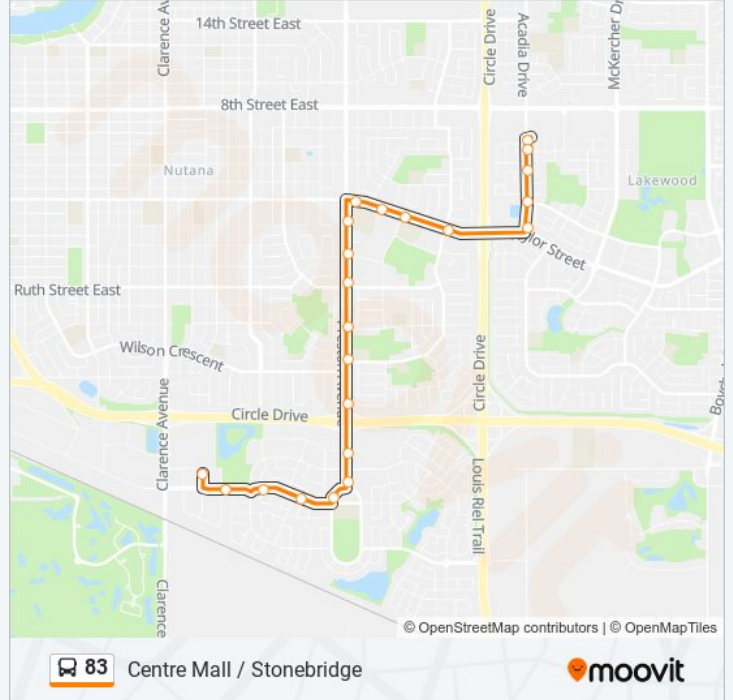 Clarence Av
14th Street East
Circle Drive
Acadia Drive
McKercher Dr
8th Street East
Nutana
Lakewood
ylor Street
Ruth Street East
Wilson Crescent
Circle Drive
Circle Drive
Clarence Avenue
Louis Riel Trail
Clarence
© OpenStreetMap contributors | © OpenMapTiles
83 Centre Mall / Stonebridge
moovit